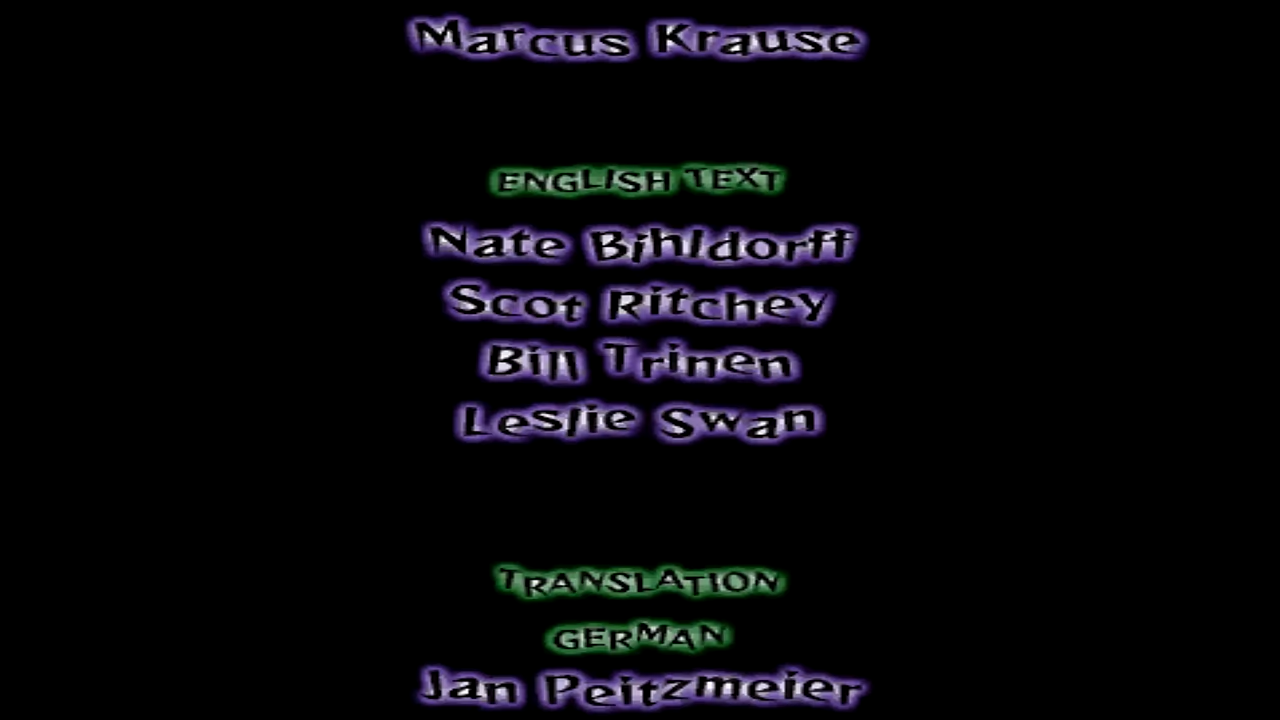 Marcus Krause
ENGLISH TEXT
Nate Bihldorff
Scot Ritchey
Bill Trinen
Leslie Swan
TRANSLATION
GERMAN
Jan Peitzmeier